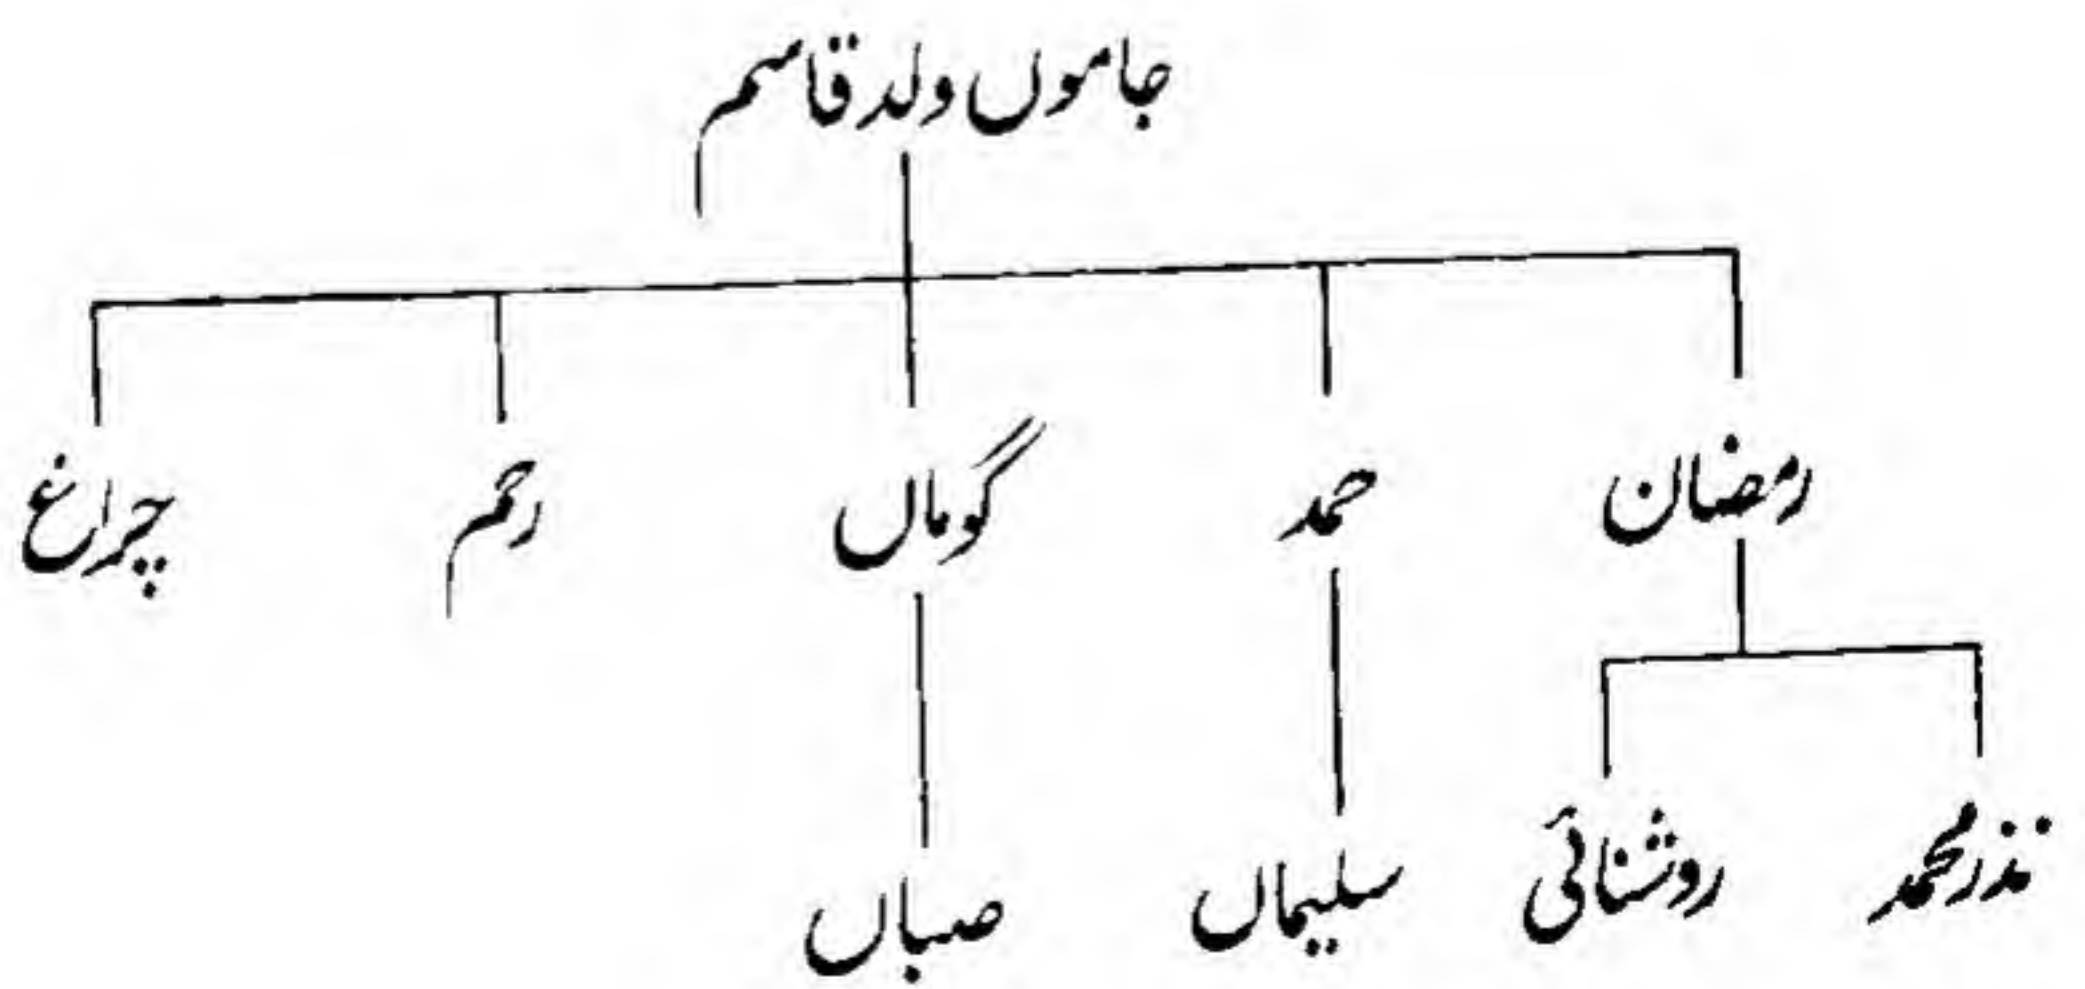 جاموں ولد قاسم
رمضان حمد گوماں رحم چراغ
نذر محمد روشنائی سلیماں صباں